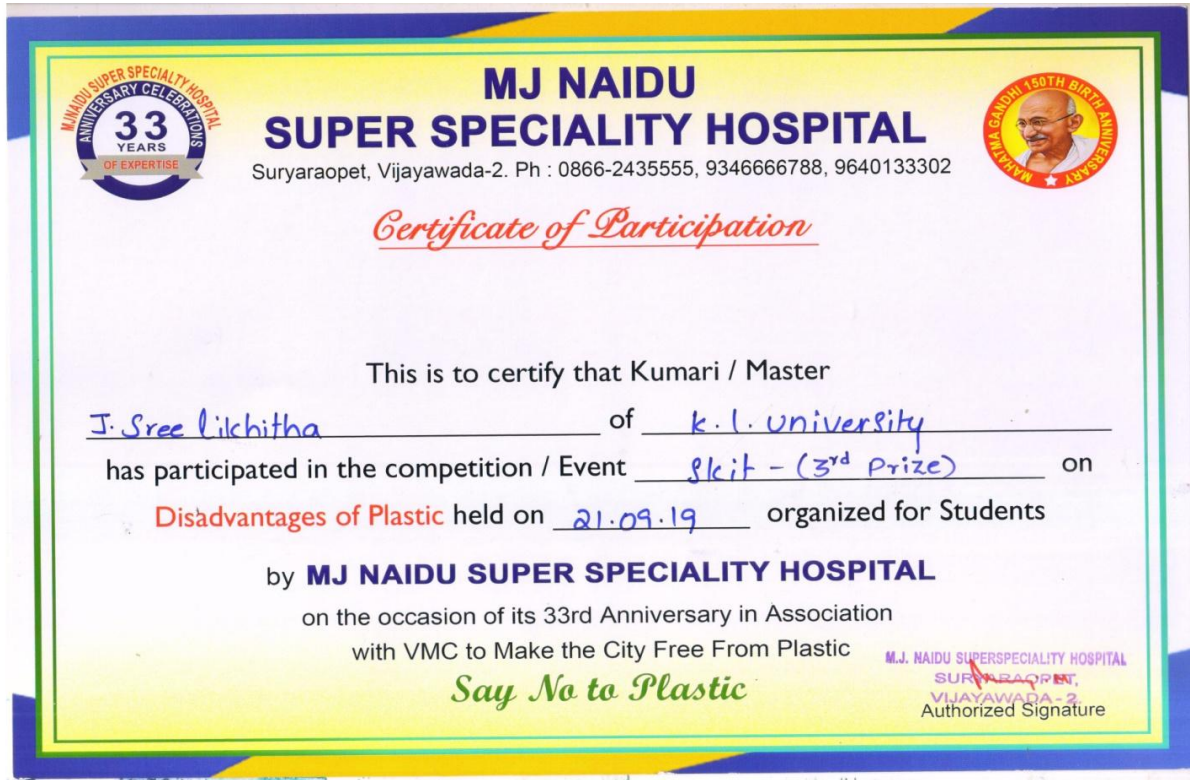 MJ NAIDU SUPER SPECIALITY HOSPITAL
ANNIVERSARY CELEBRATIONS
33
YEARS
OF EXPERTISE
MJ NAIDU
SUPER SPECIALITY HOSPITAL
Suryaraopet, Vijayawada-2. Ph : 0866-2435555, 9346666788, 9640133302
MAHATMA GANDHI 150TH BIRTH ANNIVERSARY
Certificate of Participation
This is to certify that Kumari / Master
J. Sree likhitha of k.l. University
has participated in the competition / Event Skit - (3rd Prize) on
Disadvantages of Plastic held on 21.09.19 organized for Students
by MJ NAIDU SUPER SPECIALITY HOSPITAL
on the occasion of its 33rd Anniversary in Association
with VMC to Make the City Free From Plastic
Say No to Plastic
M.J. NAIDU SUPERSPECIALITY HOSPITAL
SURYARAOPET,
VIJAYAWADA - 2.
Authorized Signature